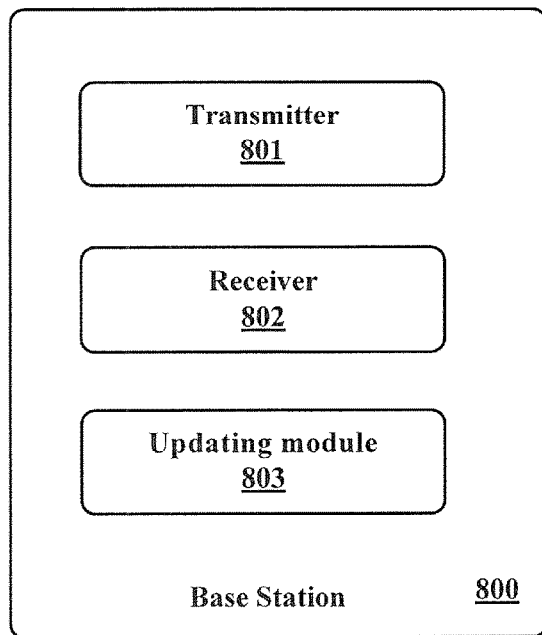 Transmitter
801
Receiver
802
Updating module
803
Base Station 800